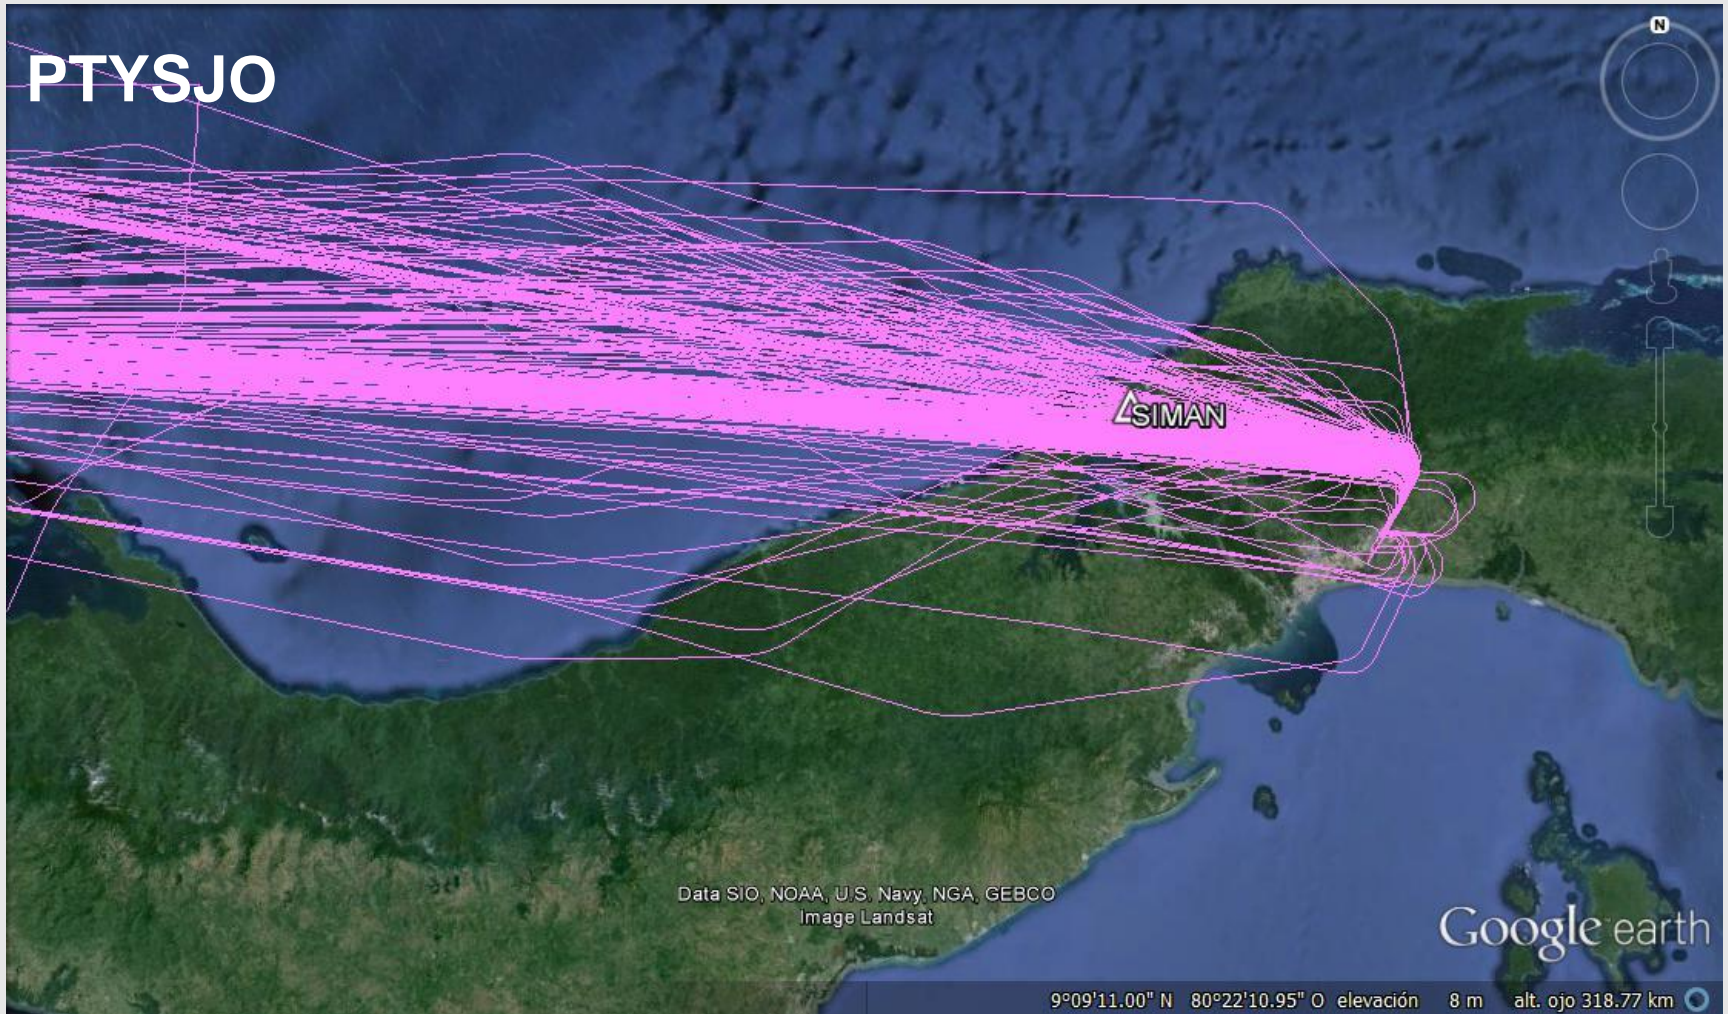 N
PTYSJO
SIMAN
Data SIO, NOAA, U.S. Navy, NGA, GEBCO
Image Landsat
Google earth
9°09'11.00" N 80°22'10.95" O elevación 8 m alt. ojo 318.77 km